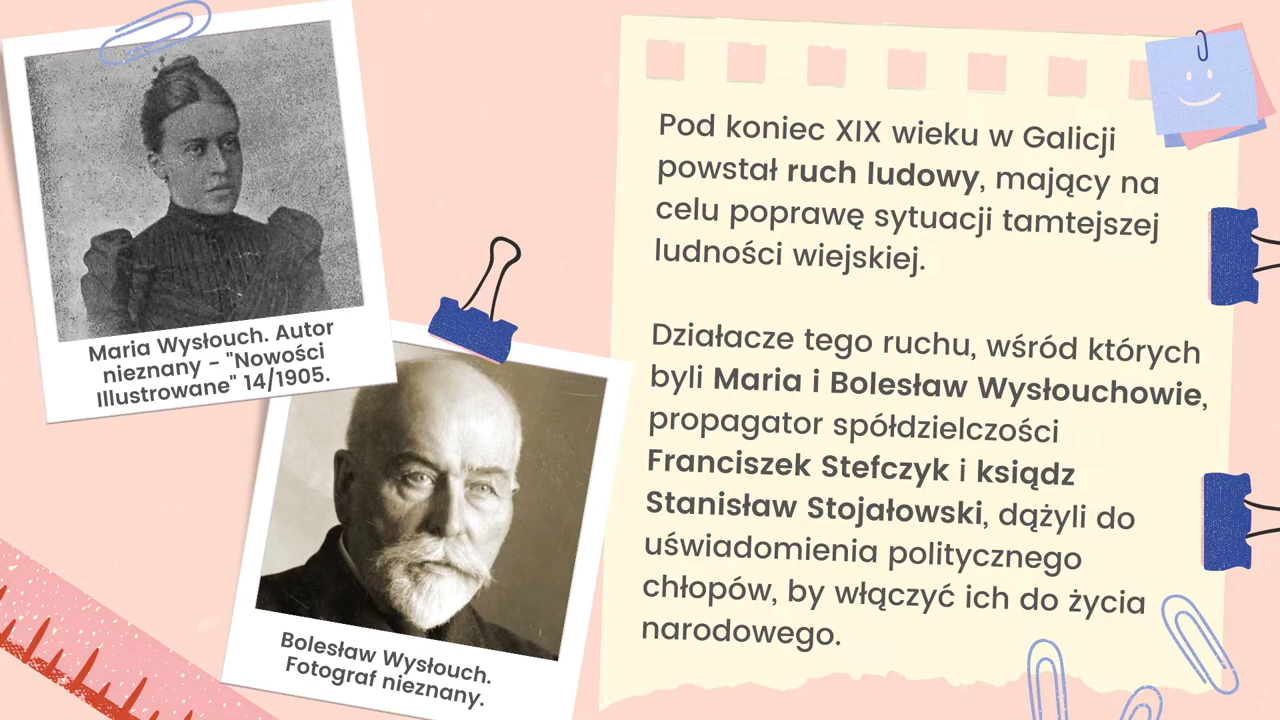 Maria Wysłouch. Autor
nieznany – "Nowości
Illustrowane" 14/1905.
Bolesław Wysłouch.
Fotograf nieznany.
Pod koniec XIX wieku w Galicji
powstał ruch ludowy, mający na
celu poprawę sytuacji tamtejszej
ludności wiejskiej.
Działacze tego ruchu, wśród których
byli Maria i Bolesław Wysłouchowie,
propagator spółdzielczości
Franciszek Stefczyk i ksiądz
Stanisław Stojałowski, dążyli do
uświadomienia politycznego
chłopów, by włączyć ich do życia
narodowego.